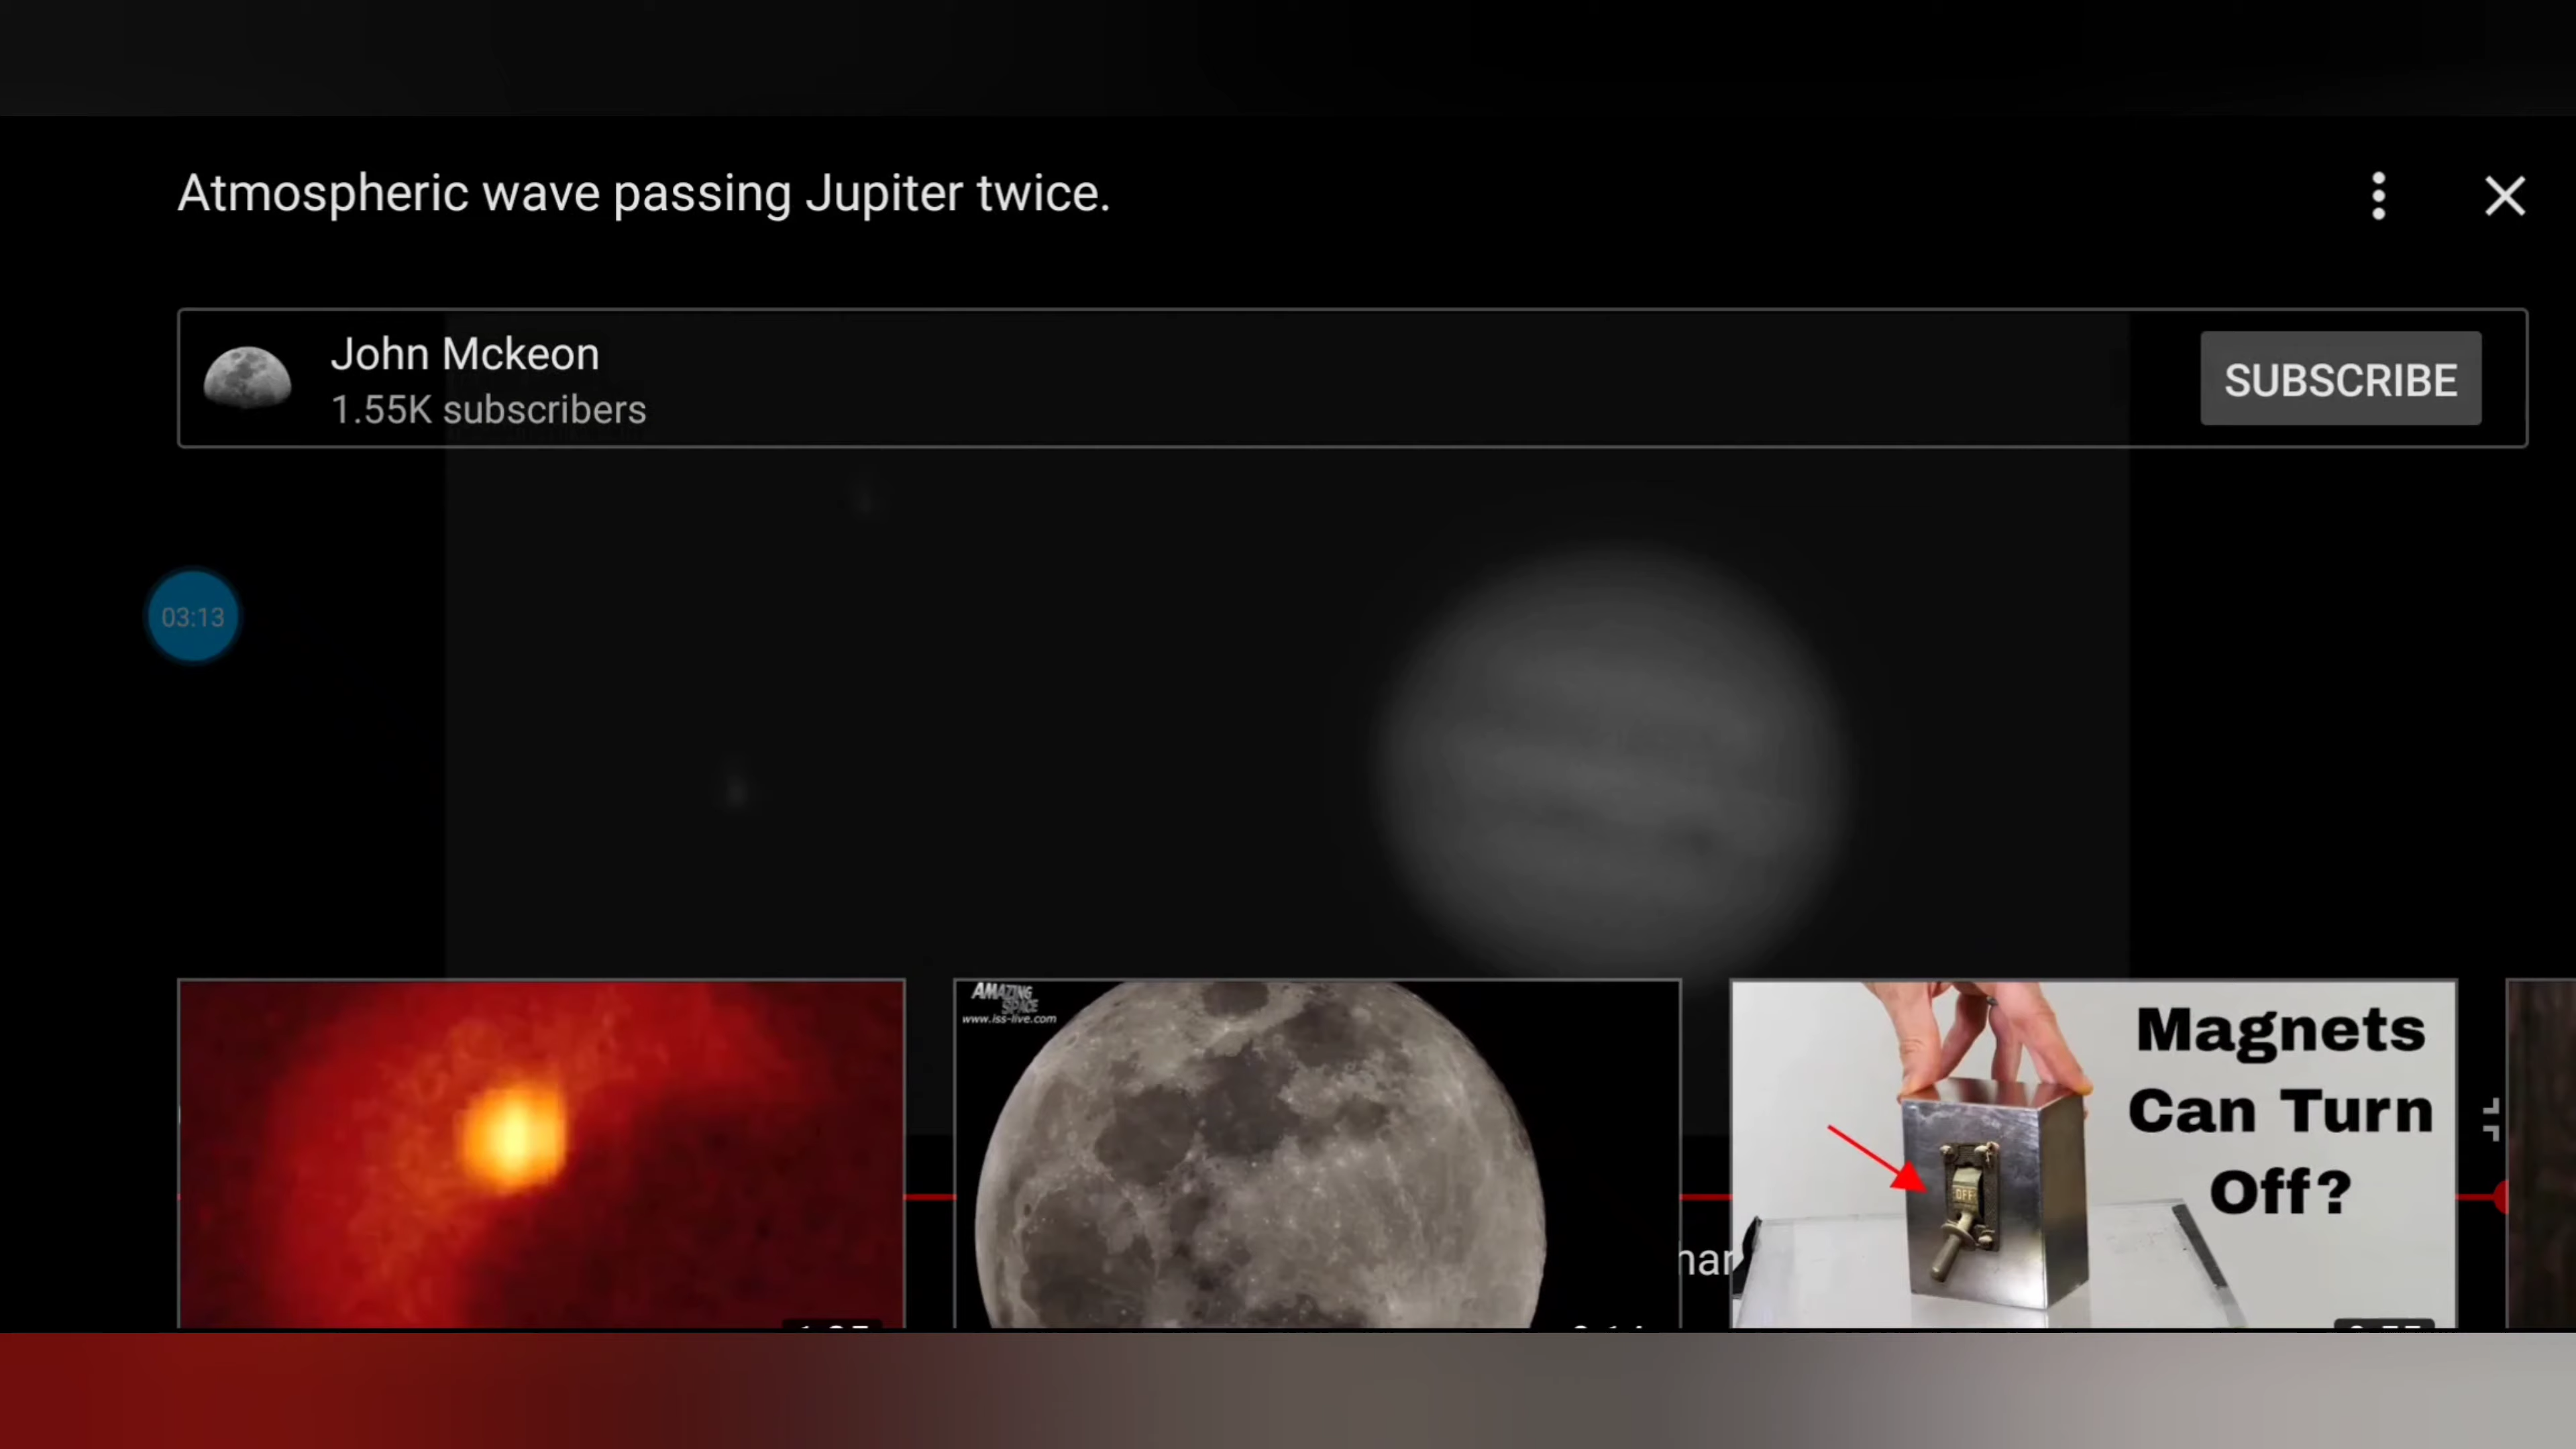 Atmospheric wave passing Jupiter twice.
John Mckeon
1.55K subscribers
SUBSCRIBE
03:13
AMAZING
SPACE
www.iss-live.com
Magnets
Can Turn
Off?
OFF